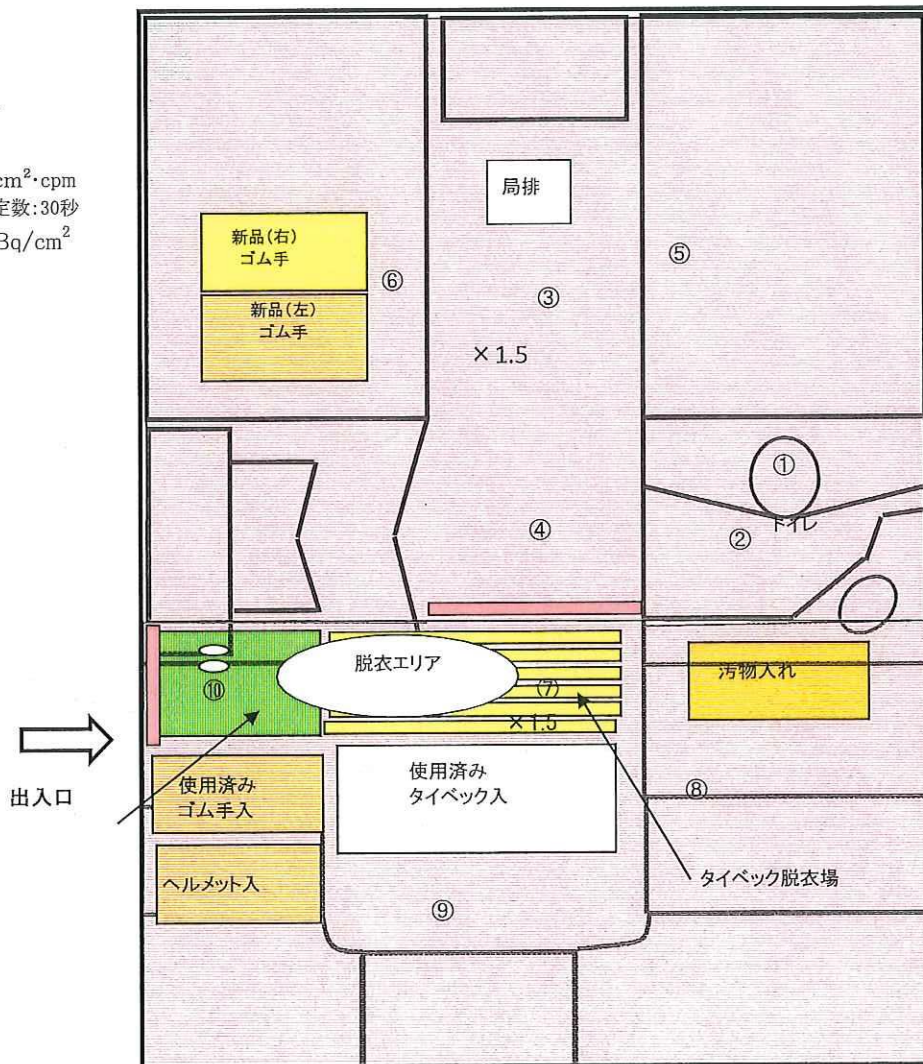 cm²·cpm
定数:30秒
Bq/cm²
局排
新品(右)
ゴム手
新品(左)
ゴム手
⑥
⑤
③
×1.5
①
トイレ
②
④
脱衣エリア
⑦
×1.5
⑩
汚物入れ
出入口
使用済み
ゴム手入
使用済み
タイベック入
⑧
ヘルメット入
タイベック脱衣場
⑨